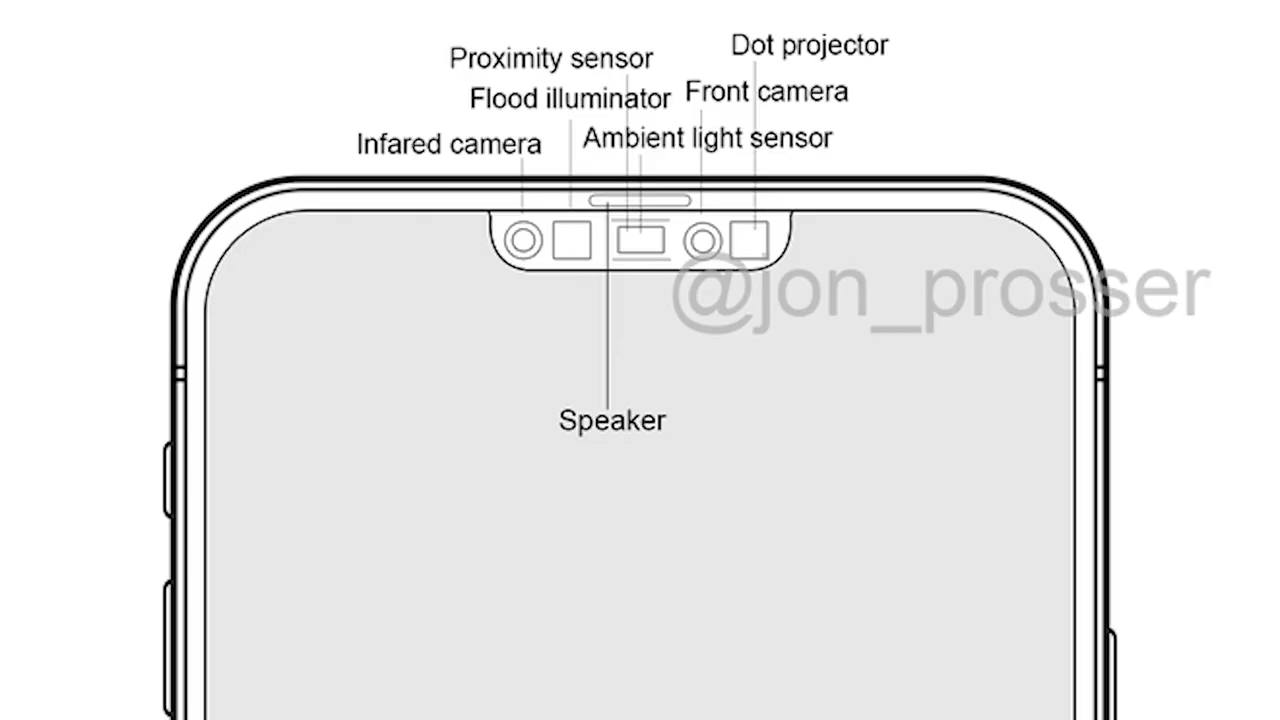 Dot projector
Proximity sensor
Front camera
Flood illuminator
Ambient light sensor
Infared camera
@jon_prosser
Speaker